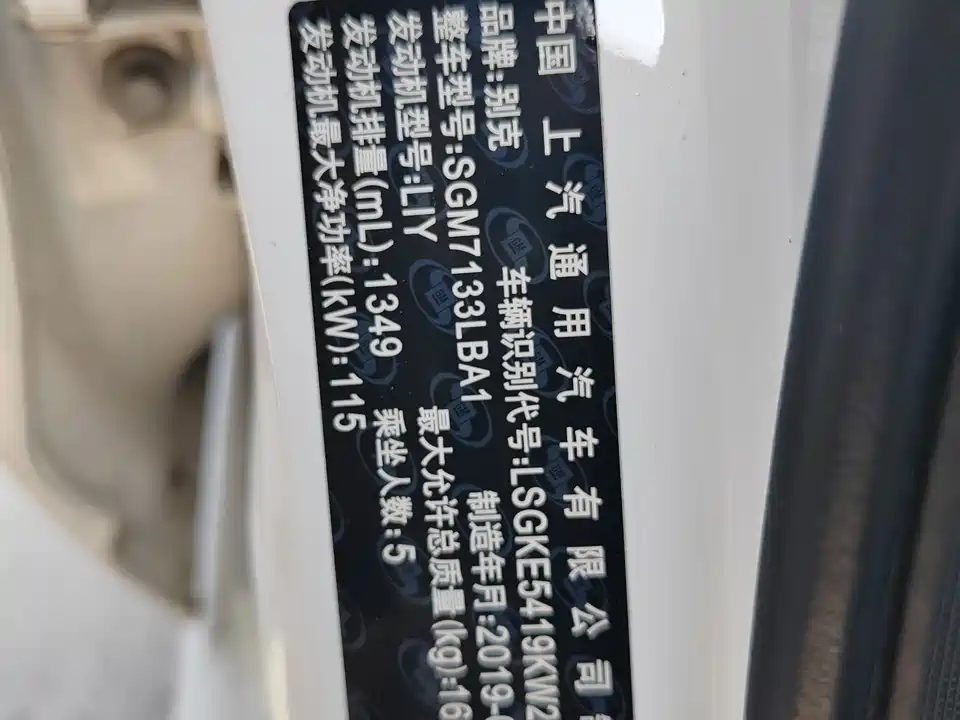 中国上汽通用汽车有限公司
品牌:别克 车辆识别代号:LSGKE5419KW2
整车型号:SGM7133LBA1 制造年月:2019-
发动机型号:LIY 最大允许总质量(kg):16
发动机排量(mL):1349 乘坐人数:5
发动机最大净功率(kW):115